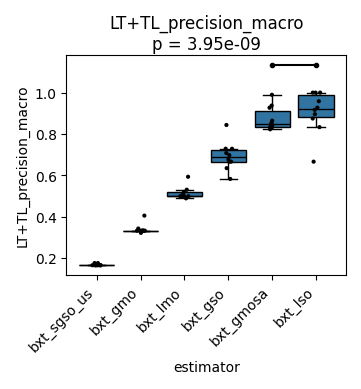 LT+TL_precision_macro
p = 3.95e-09
LT+TL_precision_macro
1.0
0.8
0.6
0.4
0.2
bxt_sgso_us
bxt_gmo
bxt_lmo
bxt_gso
bxt_gmosa
bxt_lso
estimator